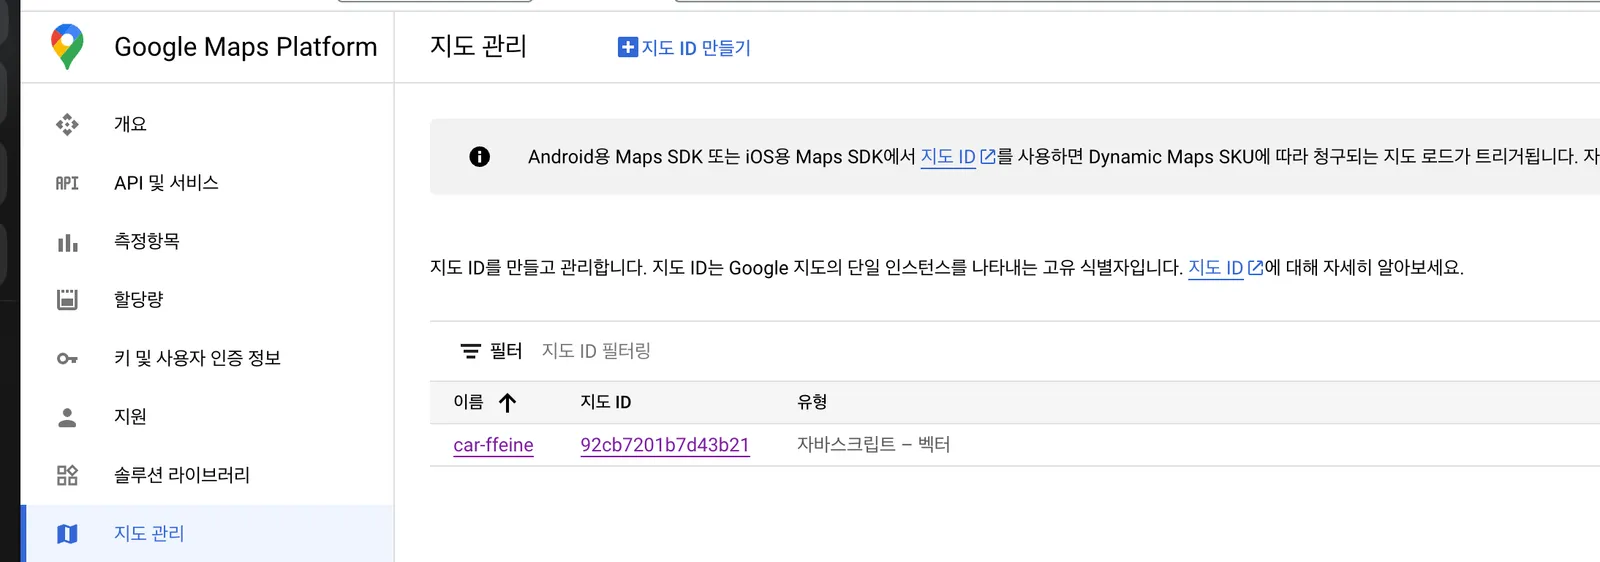 Google Maps Platform
지도 관리
지도 ID 만들기
개요
API
API 및 서비스
측정항목
할당량
키 및 사용자 인증 정보
지원
솔루션 라이브러리
지도 관리
Android용 Maps SDK 또는 iOS용 Maps SDK에서 지도 ID를 사용하면 Dynamic Maps SKU에 따라 청구되는 지도 로드가 트리거됩니다. 자
지도 ID를 만들고 관리합니다. 지도 ID는 Google 지도의 단일 인스턴스를 나타내는 고유 식별자입니다. 지도 ID에 대해 자세히 알아보세요.
필터 지도 ID 필터링
이름 지도 ID 유형
car-ffeine 92cb7201b7d43b21 자바스크립트 – 벡터